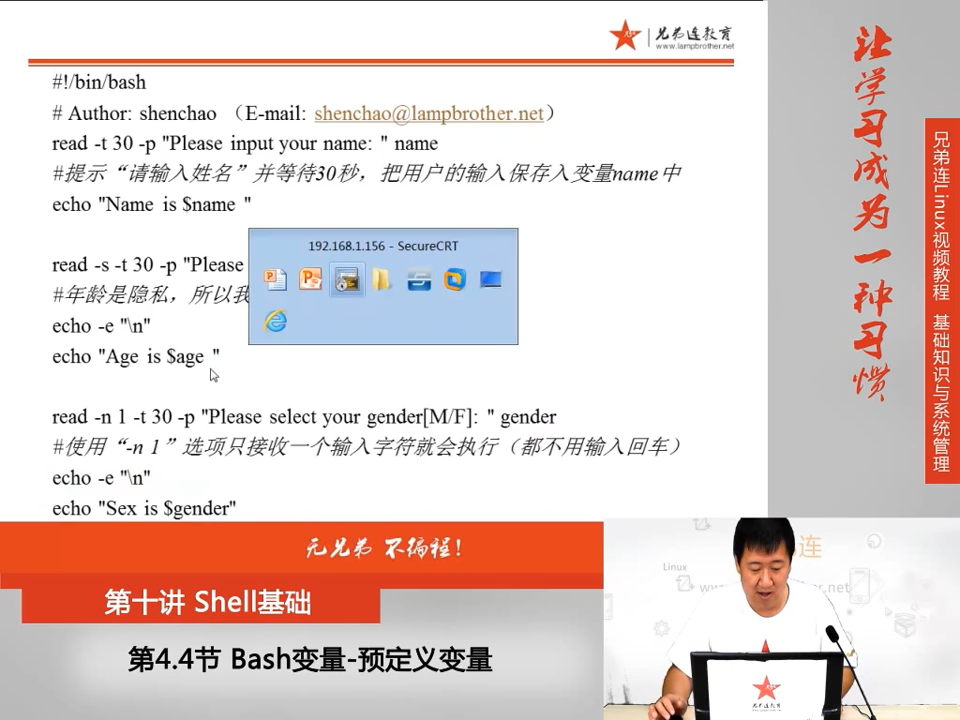 兄弟连教育
www.lampbrother.net
#!/bin/bash
# Author: shenchao （E-mail: shenchao@lampbrother.net）
read -t 30 -p "Please input your name: " name
#提示“请输入姓名”并等待30秒，把用户的输入保存入变量name中
echo "Name is $name "
192.168.1.156 - SecureCRT
read -s -t 30 -p "Please
#年龄是隐私，所以我
echo -e "\n"
echo "Age is $age "
read -n 1 -t 30 -p "Please select your gender[M/F]: " gender
#使用“-n 1”选项只接收一个输入字符就会执行（都不用输入回车）
echo -e "\n"
echo "Sex is $gender"
让学习成为一种习惯
兄弟连Linux视频教程 基础知识与系统管理
无兄弟 不编程！
第十讲 Shell基础
第4.4节 Bash变量-预定义变量
连
Linux